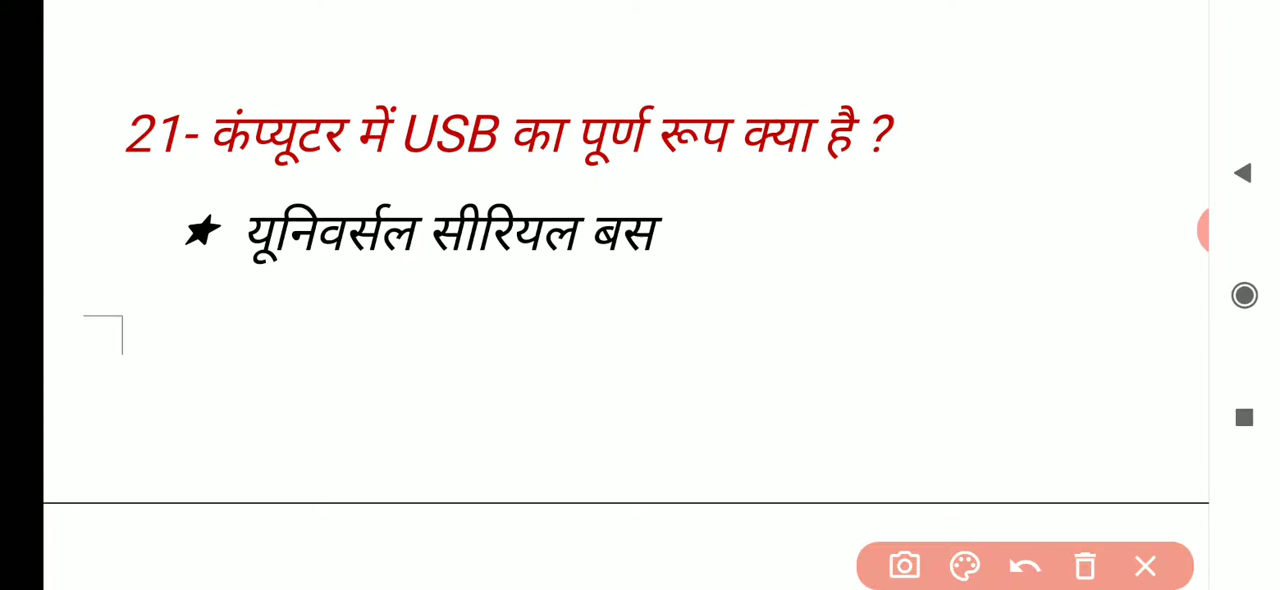 21- कंप्यूटर में USB का पूर्ण रूप क्या है ?
★ यूनिवर्सल सीरियल बस